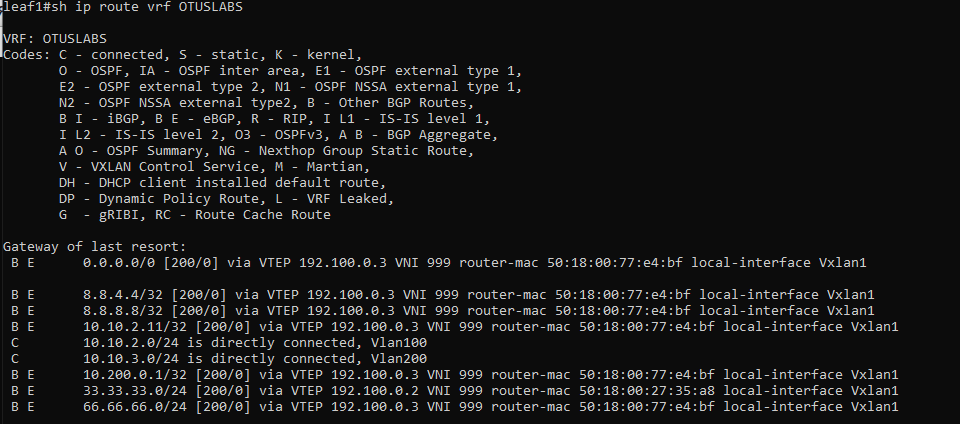 leaf1#sh ip route vrf OTUSLABS
VRF: OTUSLABS
Codes: C - connected, S - static, K - kernel,
O - OSPF, IA - OSPF inter area, E1 - OSPF external type 1,
E2 - OSPF external type 2, N1 - OSPF NSSA external type 1,
N2 - OSPF NSSA external type2, B - Other BGP Routes,
B I - iBGP, B E - eBGP, R - RIP, I L1 - IS-IS level 1,
I L2 - IS-IS level 2, O3 - OSPFv3, A B - BGP Aggregate,
A O - OSPF Summary, NG - Nexthop Group Static Route,
V - VXLAN Control Service, M - Martian,
DH - DHCP client installed default route,
DP - Dynamic Policy Route, L - VRF Leaked,
G  - gRIBI, RC - Route Cache Route
Gateway of last resort:
B E      0.0.0.0/0 [200/0] via VTEP 192.100.0.3 VNI 999 router-mac 50:18:00:77:e4:bf local-interface Vxlan1
B E      8.8.4.4/32 [200/0] via VTEP 192.100.0.3 VNI 999 router-mac 50:18:00:77:e4:bf local-interface Vxlan1
B E      8.8.8.8/32 [200/0] via VTEP 192.100.0.3 VNI 999 router-mac 50:18:00:77:e4:bf local-interface Vxlan1
B E      10.10.2.11/32 [200/0] via VTEP 192.100.0.3 VNI 999 router-mac 50:18:00:77:e4:bf local-interface Vxlan1
C        10.10.2.0/24 is directly connected, Vlan100
C        10.10.3.0/24 is directly connected, Vlan200
B E      10.200.0.1/32 [200/0] via VTEP 192.100.0.3 VNI 999 router-mac 50:18:00:77:e4:bf local-interface Vxlan1
B E      33.33.33.0/24 [200/0] via VTEP 192.100.0.2 VNI 999 router-mac 50:18:00:27:35:a8 local-interface Vxlan1
B E      66.66.66.0/24 [200/0] via VTEP 192.100.0.3 VNI 999 router-mac 50:18:00:77:e4:bf local-interface Vxlan1